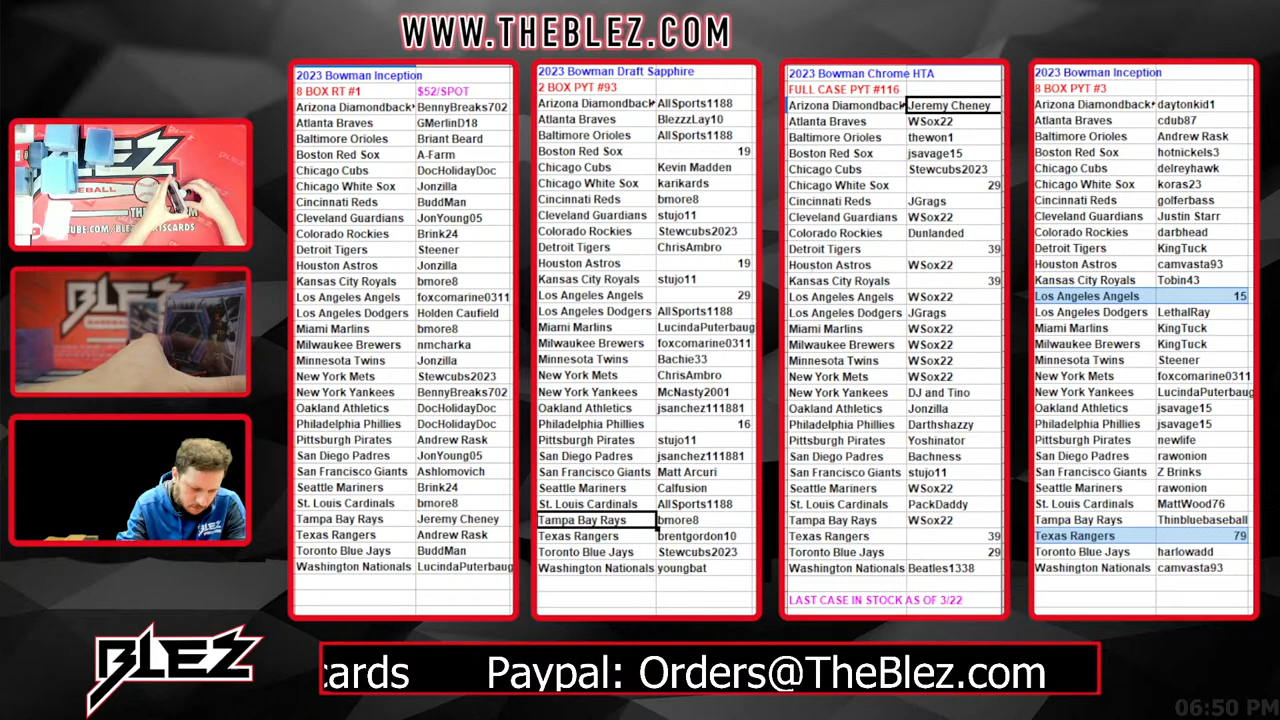 WWW.THEBLEZ.COM
2023 Bowman Inception
8 BOX RT #1 $52/SPOT
Arizona Diamondback BennyBreaks702
Atlanta Braves GMerlinD18
Baltimore Orioles Briant Beard
Boston Red Sox A-Farm
Chicago Cubs DocHolidayDoc
Chicago White Sox Jonzilla
Cincinnati Reds BuddMan
Cleveland Guardians JonYoung05
Colorado Rockies Brink24
Detroit Tigers Steener
Houston Astros Jonzilla
Kansas City Royals bmore8
Los Angeles Angels foxcomarine0311
Los Angeles Dodgers Holden Caufield
Miami Marlins bmore8
Milwaukee Brewers nmcharka
Minnesota Twins Jonzilla
New York Mets Stewcubs2023
New York Yankees BennyBreaks702
Oakland Athletics DocHolidayDoc
Philadelphia Phillies DocHolidayDoc
Pittsburgh Pirates Andrew Rask
San Diego Padres JonYoung05
San Francisco Giants Ashlomovich
Seattle Mariners Brink24
St. Louis Cardinals bmore8
Tampa Bay Rays Jeremy Cheney
Texas Rangers Andrew Rask
Toronto Blue Jays BuddMan
Washington Nationals LucindaPuterbaug
2023 Bowman Draft Sapphire
2 BOX PYT #93
Arizona Diamondback AllSports1188
Atlanta Braves BlezzzLay10
Baltimore Orioles AllSports1188
Boston Red Sox 19
Chicago Cubs Kevin Madden
Chicago White Sox karikards
Cincinnati Reds bmore8
Cleveland Guardians stujo11
Colorado Rockies Stewcubs2023
Detroit Tigers ChrisAmbro
Houston Astros 19
Kansas City Royals stujo11
Los Angeles Angels 29
Los Angeles Dodgers AllSports1188
Miami Marlins LucindaPuterbaug
Milwaukee Brewers foxcomarine0311
Minnesota Twins Bachie33
New York Mets ChrisAmbro
New York Yankees McNasty2001
Oakland Athletics jsanchez111881
Philadelphia Phillies 16
Pittsburgh Pirates stujo11
San Diego Padres jsanchez111881
San Francisco Giants Matt Arcuri
Seattle Mariners Calfusion
St. Louis Cardinals AllSports1188
Tampa Bay Rays bmore8
Texas Rangers brentgordon10
Toronto Blue Jays Stewcubs2023
Washington Nationals youngbat
2023 Bowman Chrome HTA
FULL CASE PYT #116
Arizona Diamondback Jeremy Cheney
Atlanta Braves WSox22
Baltimore Orioles thewon1
Boston Red Sox jsavage15
Chicago Cubs Stewcubs2023
Chicago White Sox 29
Cincinnati Reds JGrags
Cleveland Guardians WSox22
Colorado Rockies Dunlanded
Detroit Tigers 39
Houston Astros WSox22
Kansas City Royals 39
Los Angeles Angels WSox22
Los Angeles Dodgers JGrags
Miami Marlins WSox22
Milwaukee Brewers WSox22
Minnesota Twins WSox22
New York Mets WSox22
New York Yankees DJ and Tino
Oakland Athletics Jonzilla
Philadelphia Phillies Darthshazzy
Pittsburgh Pirates Yoshinator
San Diego Padres Bachness
San Francisco Giants stujo11
Seattle Mariners WSox22
St. Louis Cardinals PackDaddy
Tampa Bay Rays WSox22
Texas Rangers 39
Toronto Blue Jays 29
Washington Nationals Beatles1338
LAST CASE IN STOCK AS OF 3/22
2023 Bowman Inception
8 BOX PYT #3
Arizona Diamondback daytonkid1
Atlanta Braves cdub87
Baltimore Orioles Andrew Rask
Boston Red Sox hotnickels3
Chicago Cubs delreyhawk
Chicago White Sox koras23
Cincinnati Reds golferbass
Cleveland Guardians Justin Starr
Colorado Rockies darbhead
Detroit Tigers KingTuck
Houston Astros camvasta93
Kansas City Royals Tobin43
Los Angeles Angels 15
Los Angeles Dodgers LethalRay
Miami Marlins KingTuck
Milwaukee Brewers KingTuck
Minnesota Twins Steener
New York Mets foxcomarine0311
New York Yankees LucindaPuterbaug
Oakland Athletics jsavage15
Philadelphia Phillies jsavage15
Pittsburgh Pirates newlife
San Diego Padres rawonion
San Francisco Giants Z Brinks
Seattle Mariners rawonion
St. Louis Cardinals MattWood76
Tampa Bay Rays Thinbluebaseball
Texas Rangers 79
Toronto Blue Jays harlowadd
Washington Nationals camvasta93
BLEZ
BLEZ
BLEZ
cards Paypal: Orders@TheBlez.com
06:50 PM